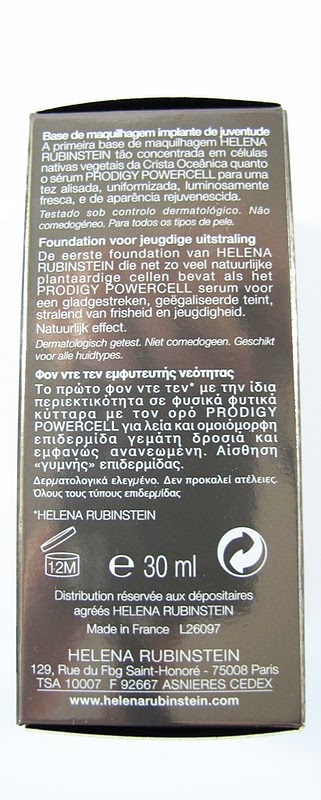 Base de maquilhagem implante de juventude
A primeira base de maquilhagem HELENA
RUBINSTEIN tão concentrada em células
nativas vegetais da Crista Oceânica quanto
o sérum PRODIGY POWERCELL para uma
tez alisada, uniformizada, luminosamente
fresca, e de aparência rejuvenescida.
Testado sob controlo dermatológico. Não
comedogéneo. Para todos os tipos de pele.
Foundation voor jeugdige uitstraling
De eerste foundation van HELENA
RUBINSTEIN die net zo veel natuurlijke
plantaardige cellen bevat als het
PRODIGY POWERCELL serum voor
een gladgestreken, geëgaliseerde teint,
stralend van frisheid en jeugdigheid.
Natuurlijk effect.
Dermatologisch getest. Niet comedogeen. Geschikt
voor alle huidtypes.
Φον ντε τεν εμφυτευτής νεότητας
Το πρώτο φον ντε τεν* με την ίδια
περιεκτικότητα σε φυσικά φυτικά
κύτταρα με τον ορό PRODIGY
POWERCELL για λεία και ομοιόμορφη
επιδερμίδα γεμάτη δροσιά και
εμφανώς ανανεωμένη. Αίσθηση
«γυμνής» επιδερμίδας.
Δερματολογικά ελεγμένο. Δεν προκαλεί ατέλειες.
Όλους τους τύπους επιδερμίδας
*HELENA RUBINSTEIN
12M e 30 ml
Distribution réservée aux dépositaires
agréés HELENA RUBINSTEIN
Made in France L26097
HELENA RUBINSTEIN
129, Rue du Fbg Saint-Honoré - 75008 Paris
TSA 10007 F 92667 ASNIERES CEDEX
www.helenarubinstein.com